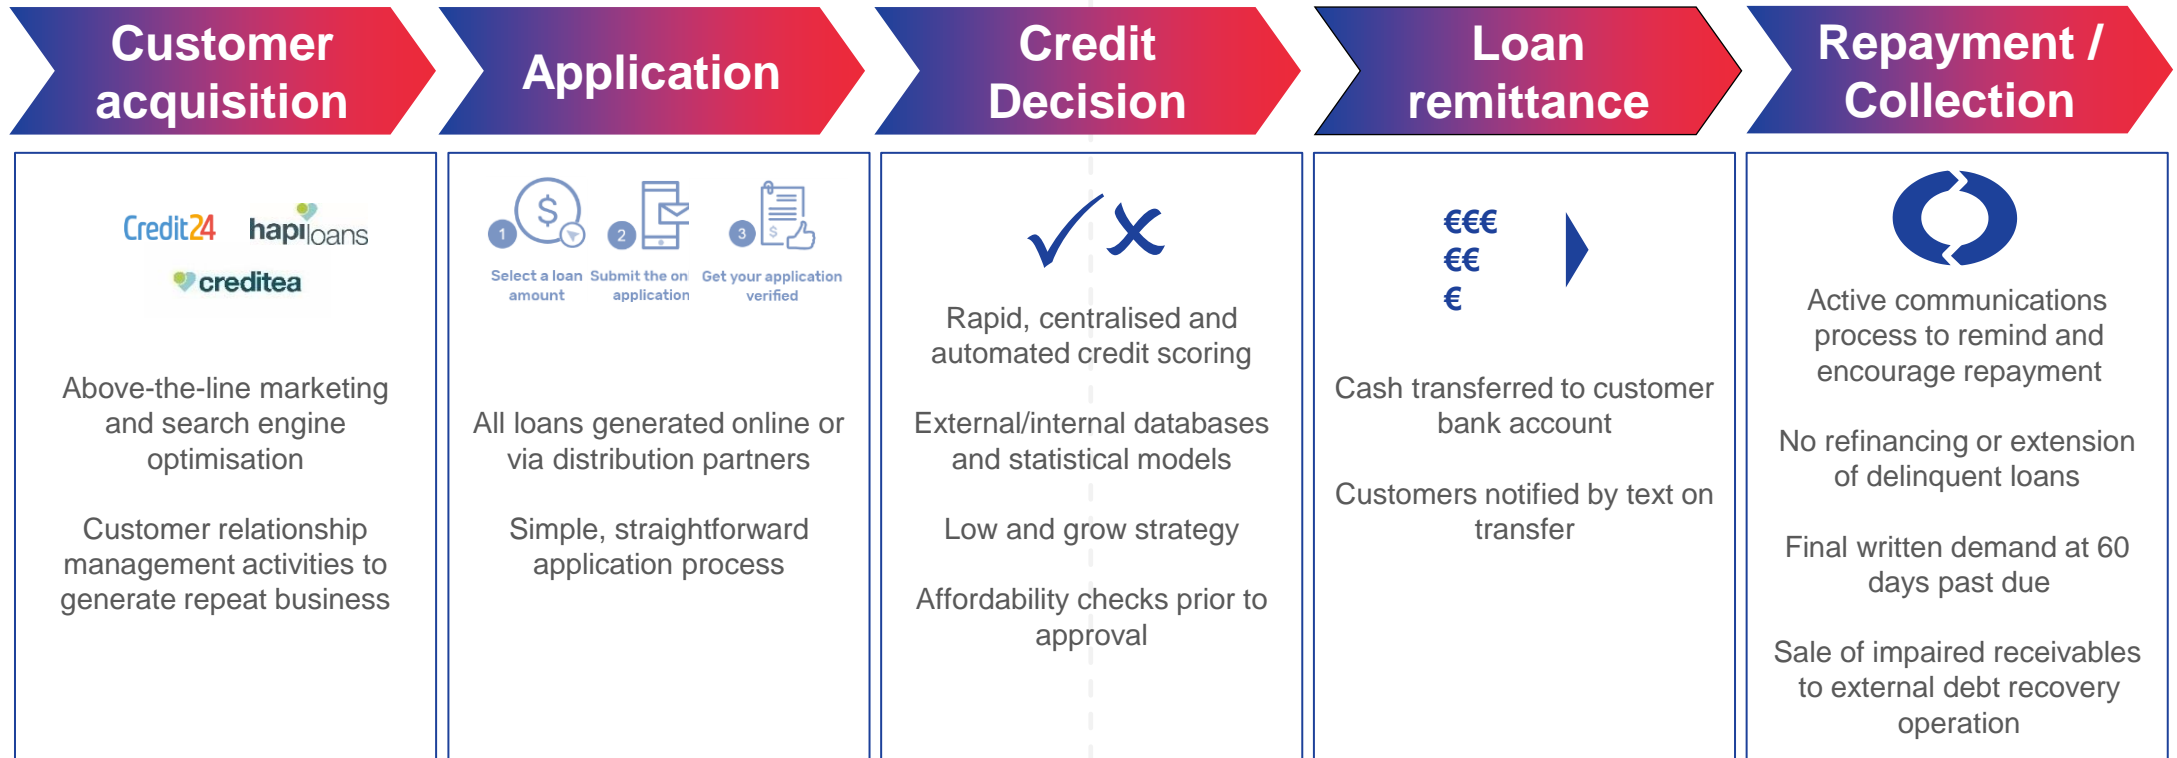 Customer
acquisition
Application
Credit
Decision
Loan
remittance
Repayment /
Collection
Credit24
hapiloans
creditea
Above-the-line marketing
and search engine
optimisation
Customer relationship
management activities to
generate repeat business
$
1
2
$
3
Select a loan
amount
Submit the on
application
Get your application
verified
All loans generated online or
via distribution partners
Simple, straightforward
application process
Rapid, centralised and
automated credit scoring
External/internal databases
and statistical models
Low and grow strategy
Affordability checks prior to
approval
€€€
€€
€
Cash transferred to customer
bank account
Customers notified by text on
transfer
Active communications
process to remind and
encourage repayment
No refinancing or extension
of delinquent loans
Final written demand at 60
days past due
Sale of impaired receivables
to external debt recovery
operation